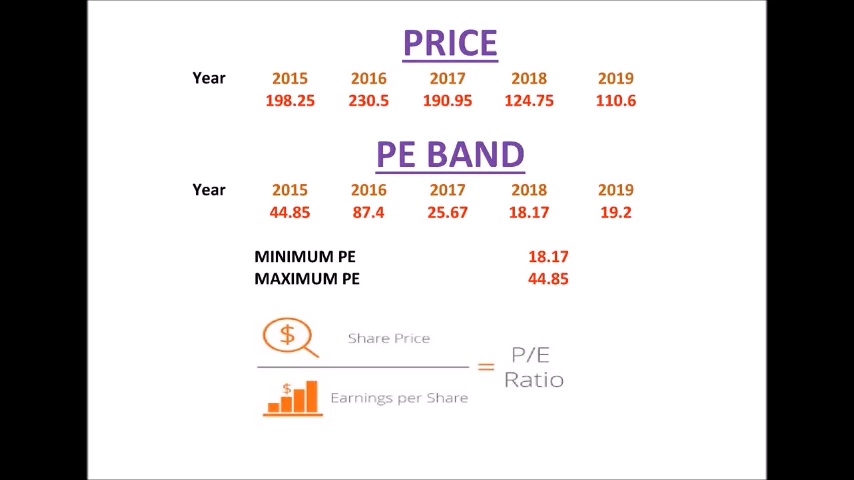 PRICE
Year 2015 2016 2017 2018 2019
198.25 230.5 190.95 124.75 110.6
PE BAND
Year 2015 2016 2017 2018 2019
44.85 87.4 25.67 18.17 19.2
MINIMUM PE 18.17
MAXIMUM PE 44.85
$ Share Price
= P/E Ratio
$ Earnings per Share